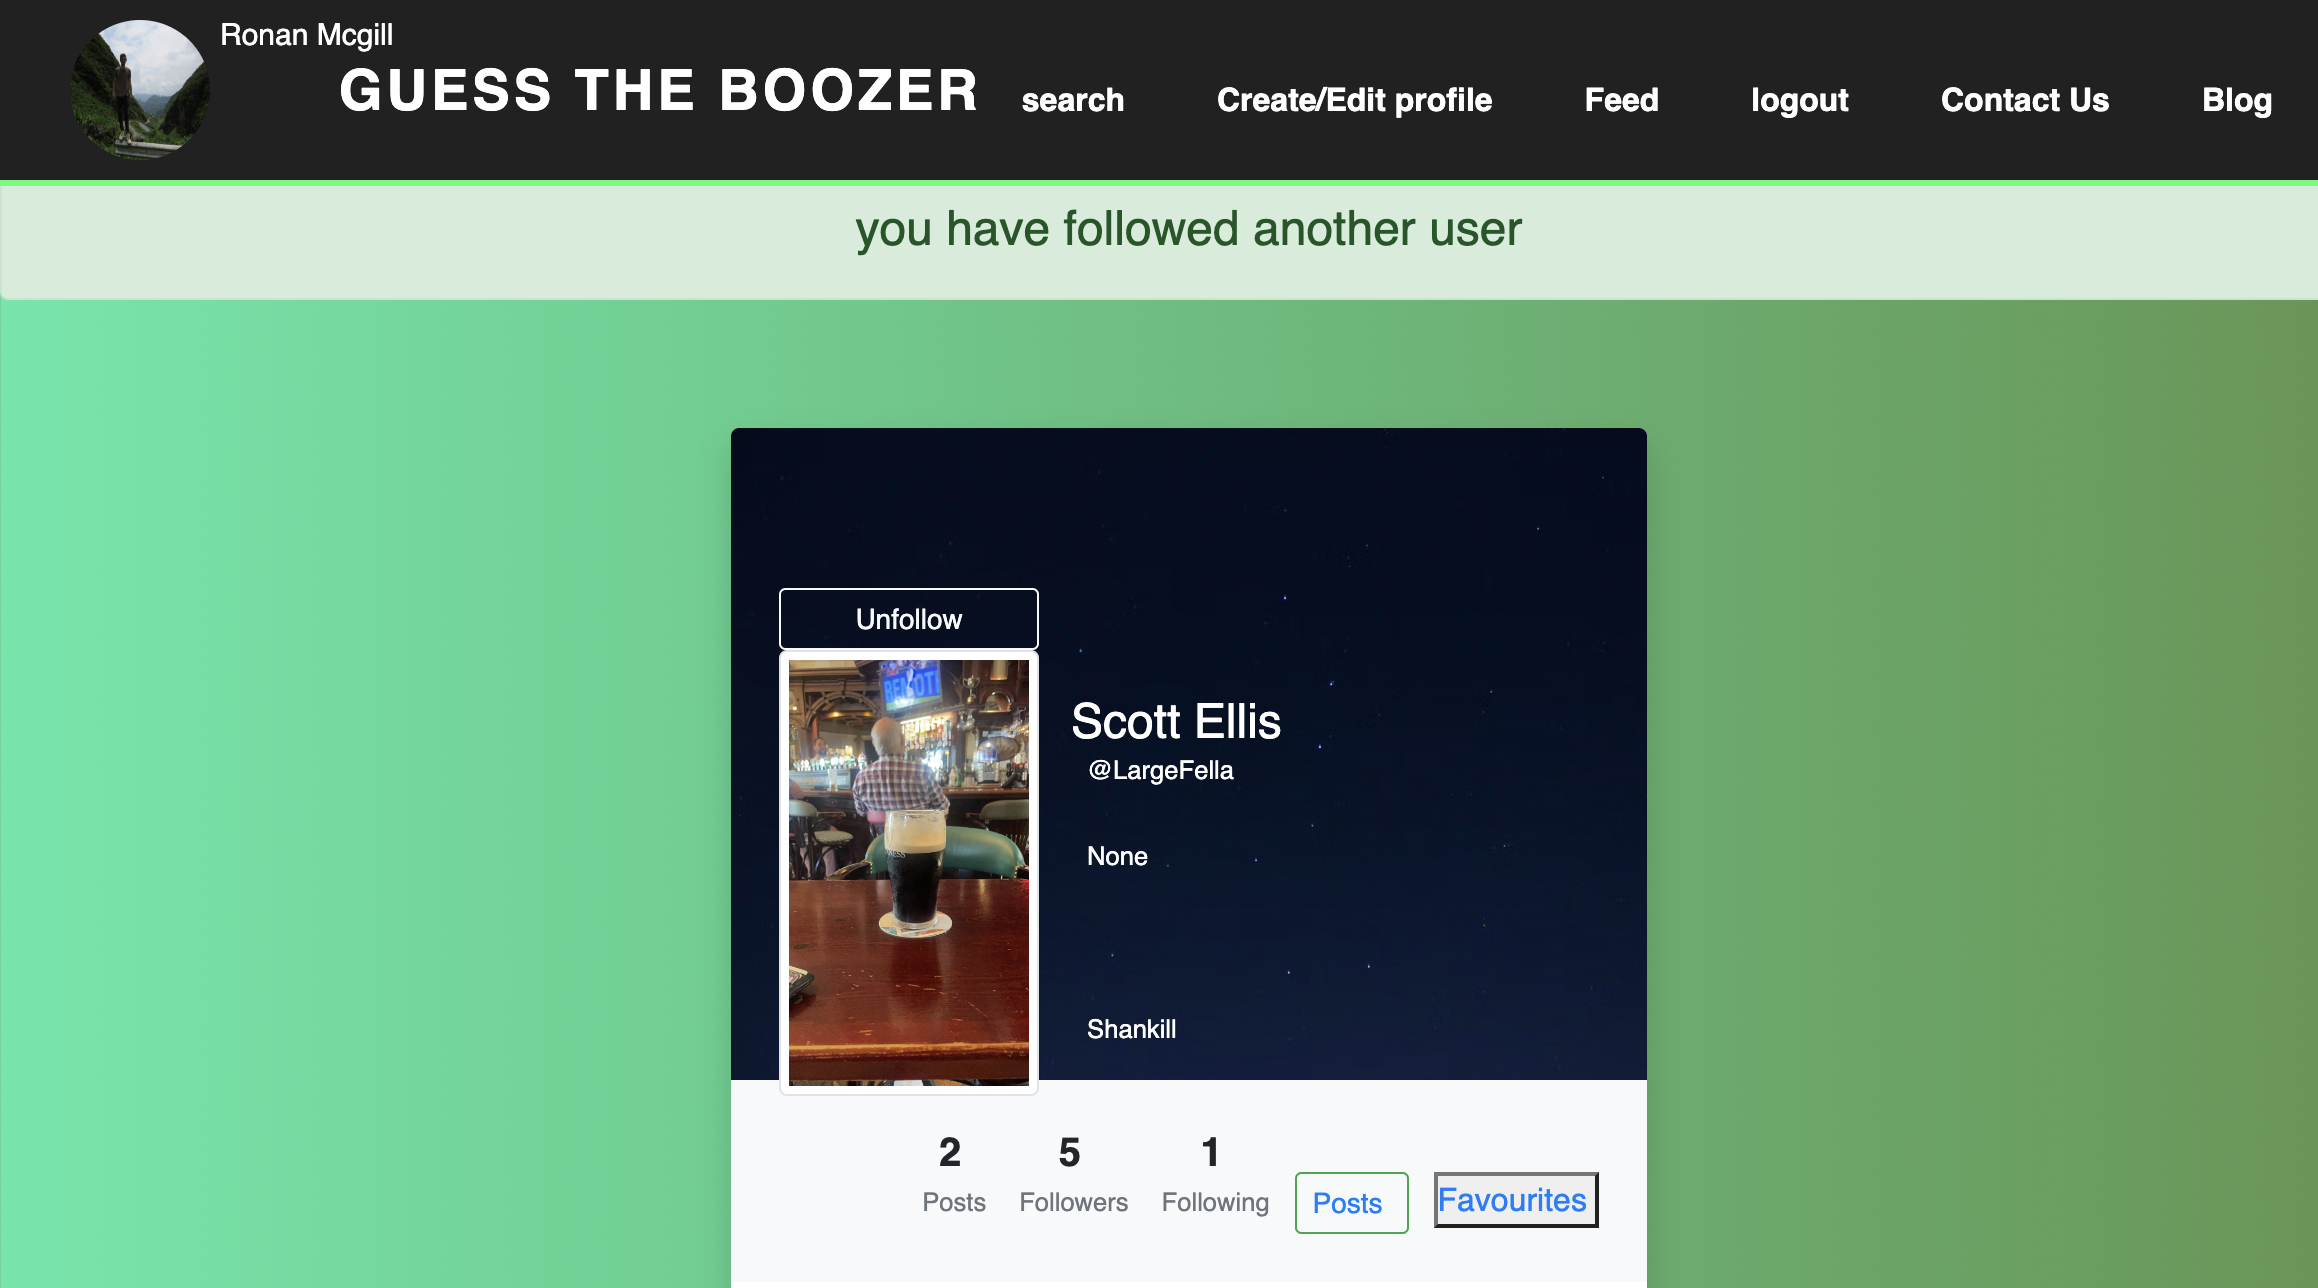 Ronan Mcgill
GUESS THE BOOZER
search
Create/Edit profile
Feed
logout
Contact Us
Blog
you have followed another user
Unfollow
Scott Ellis
@LargeFella
None
Shankill
2 5 1
Posts Followers Following
Posts
Favourites